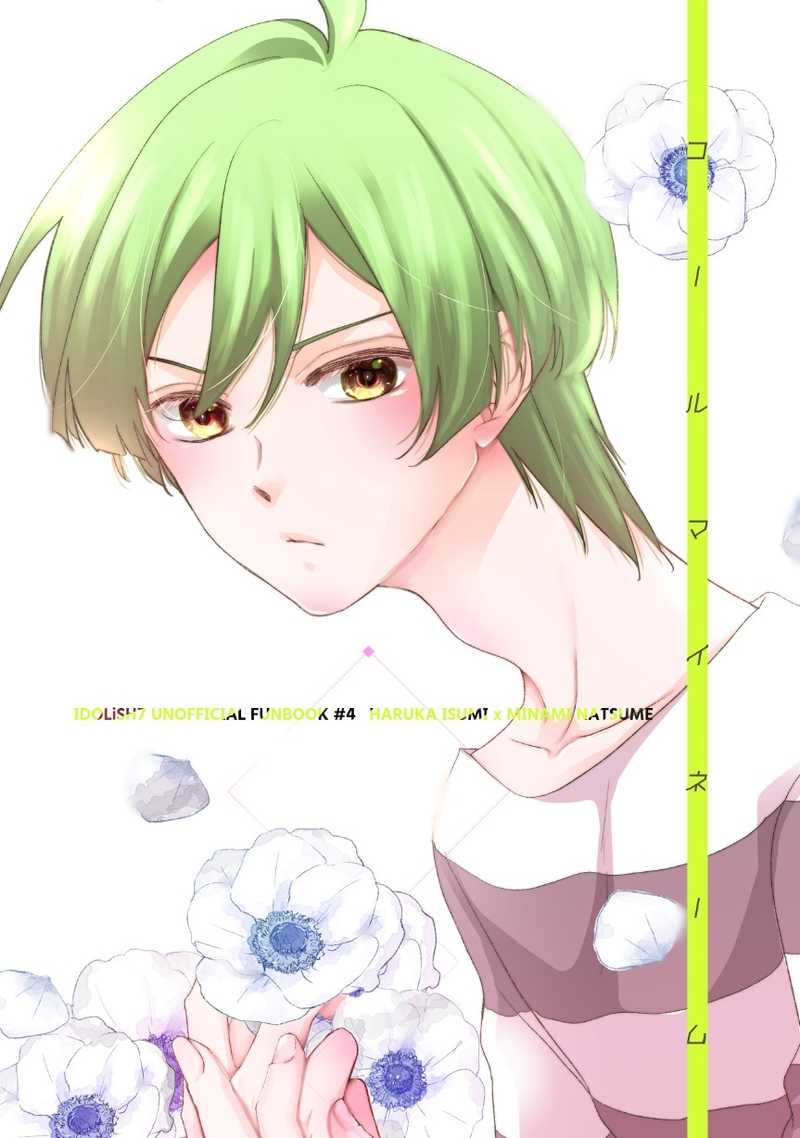 コールマイネーム
IDOLiSH7 UNOFFICIAL FUNBOOK #4 HARUKA ISUMI x MINAMI NATSUME